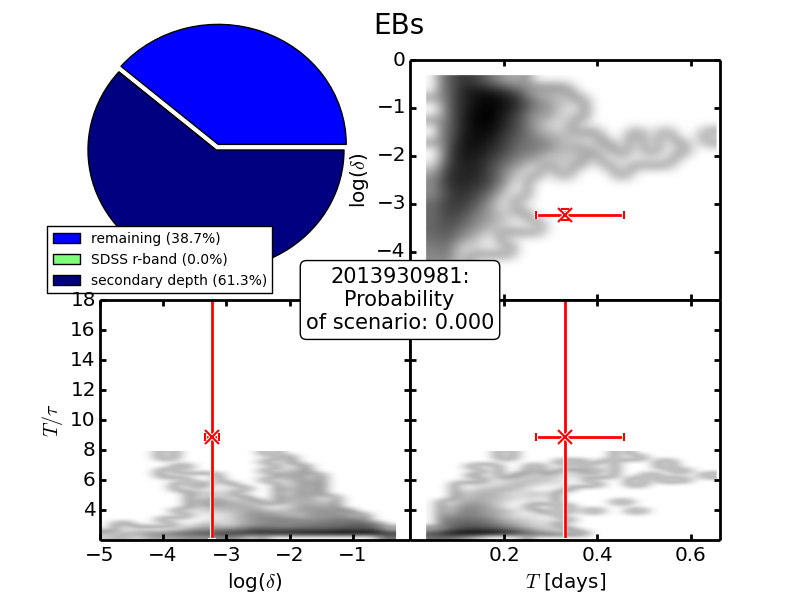 EBs
remaining (38.7%)
SDSS r-band (0.0%)
secondary depth (61.3%)
0
−1
−2
−3
−4
log(δ)
2013930981:
Probability
of scenario: 0.000
18
16
14
12
10
8
6
4
T/τ
−5 −4 −3 −2 −1
log(δ)
0.2 0.4 0.6
T [days]